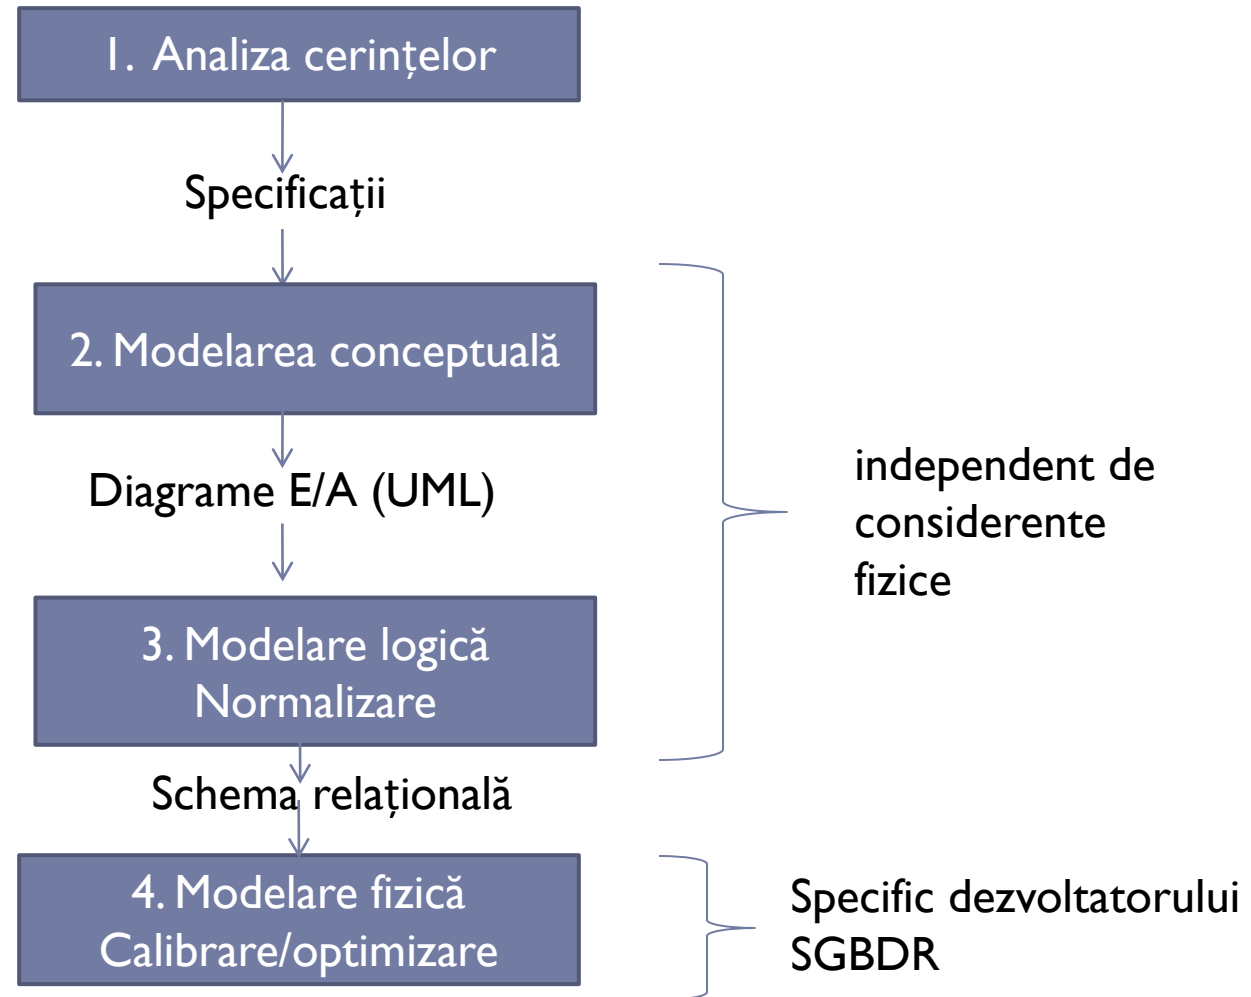 1. Analiza cerințelor
Specificații
2. Modelarea conceptuală
Diagrame E/A (UML)
independent de
considerente
fizice
3. Modelare logică
Normalizare
Schema relațională
4. Modelare fizică
Calibrare/optimizare
Specific dezvoltatorului
SGBDR